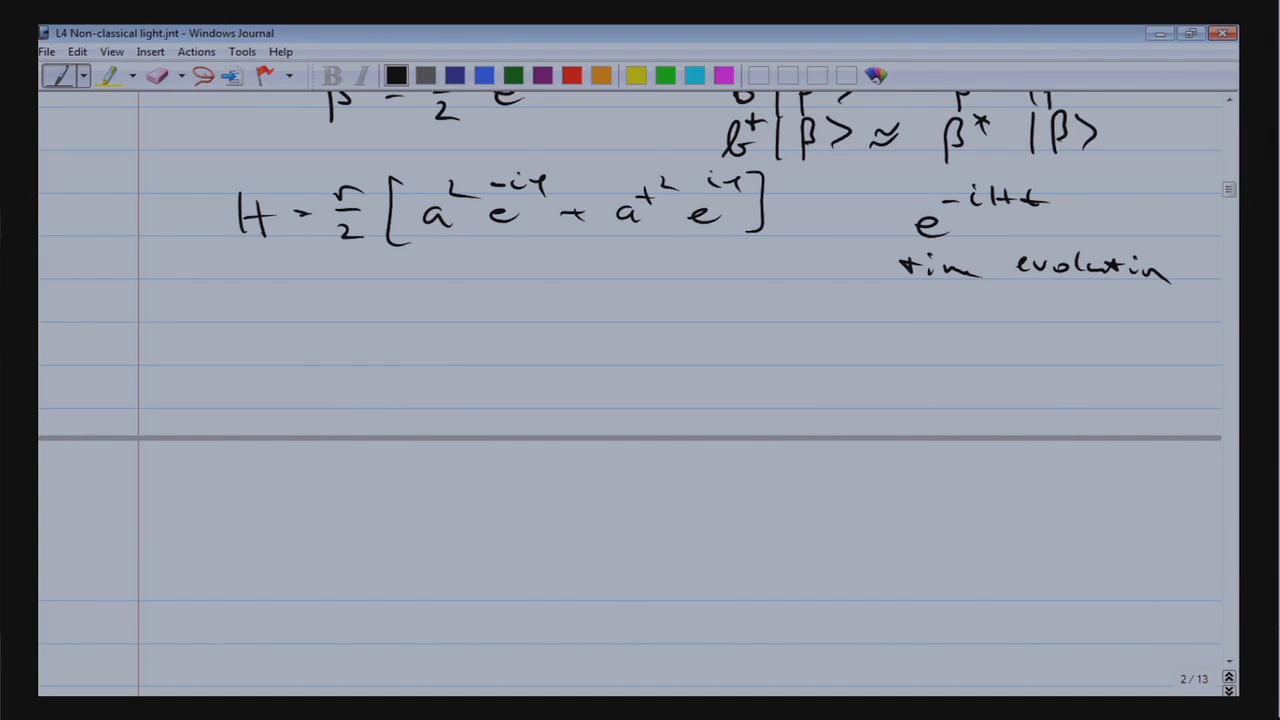 L4 Non-classical light.jnt - Windows Journal
File Edit View Insert Actions Tools Help
B I
β = /2 e
b†|β> ≈ β* |β>
H = r/2 [ a² e^-iφ + a†² e^iφ ]
e^-iHt
time evolution
2 / 13